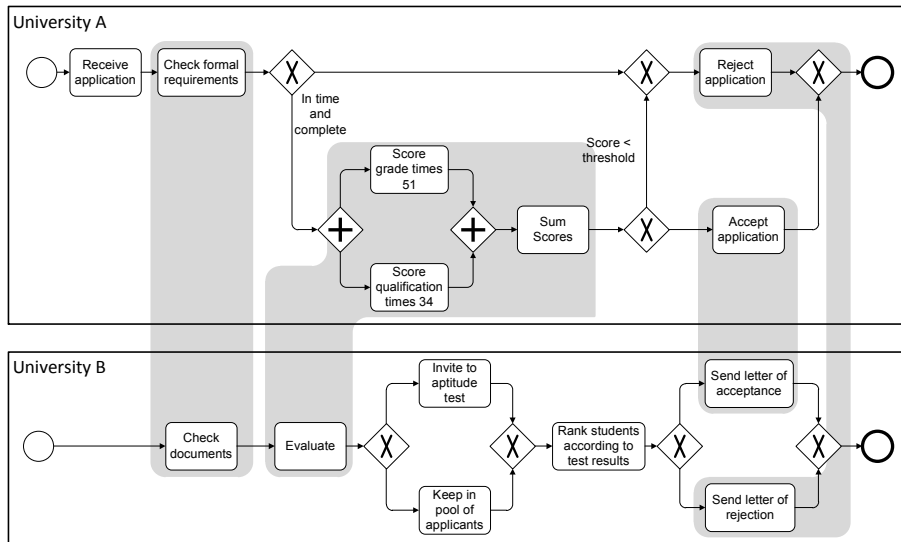 University A
Receive
application
Check formal
requirements
In time
and
complete
Score
grade times
51
Score
qualification
times 34
Sum
Scores
Score <
threshold
Reject
application
Accept
application
University B
Check
documents
Evaluate
Invite to
aptitude
test
Keep in
pool of
applicants
Rank students
according to
test results
Send letter of
acceptance
Send letter of
rejection